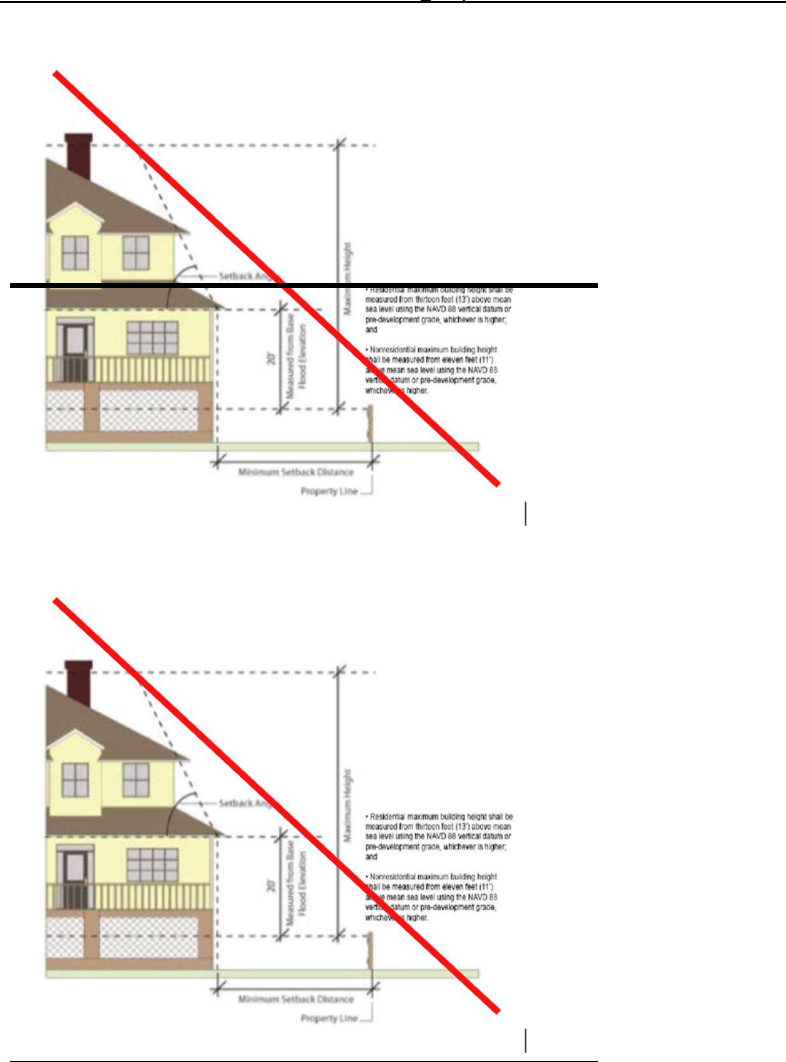 Setback
Maximum Height
• Residential maximum building height shall be
measured from thirteen feet (13') above mean
sea level using the NAVD 88 vertical datum or
pre-development grade, whichever is higher;
and
20'
Measured from Base
Flood Elevation
• Nonresidential maximum building height
shall be measured from eleven feet (11')
above mean sea level using the NAVD 88
vertical datum or pre-development grade,
whichever is higher.
Minimum Setback Distance
Property Line
Setback
Maximum Height
• Residential maximum building height shall be
measured from thirteen feet (13') above mean
sea level using the NAVD 88 vertical datum or
pre-development grade, whichever is higher;
and
20'
Measured from Base
Flood Elevation
• Nonresidential maximum building height
shall be measured from eleven feet (11')
above mean sea level using the NAVD 88
vertical datum or pre-development grade,
whichever is higher.
Minimum Setback Distance
Property Line